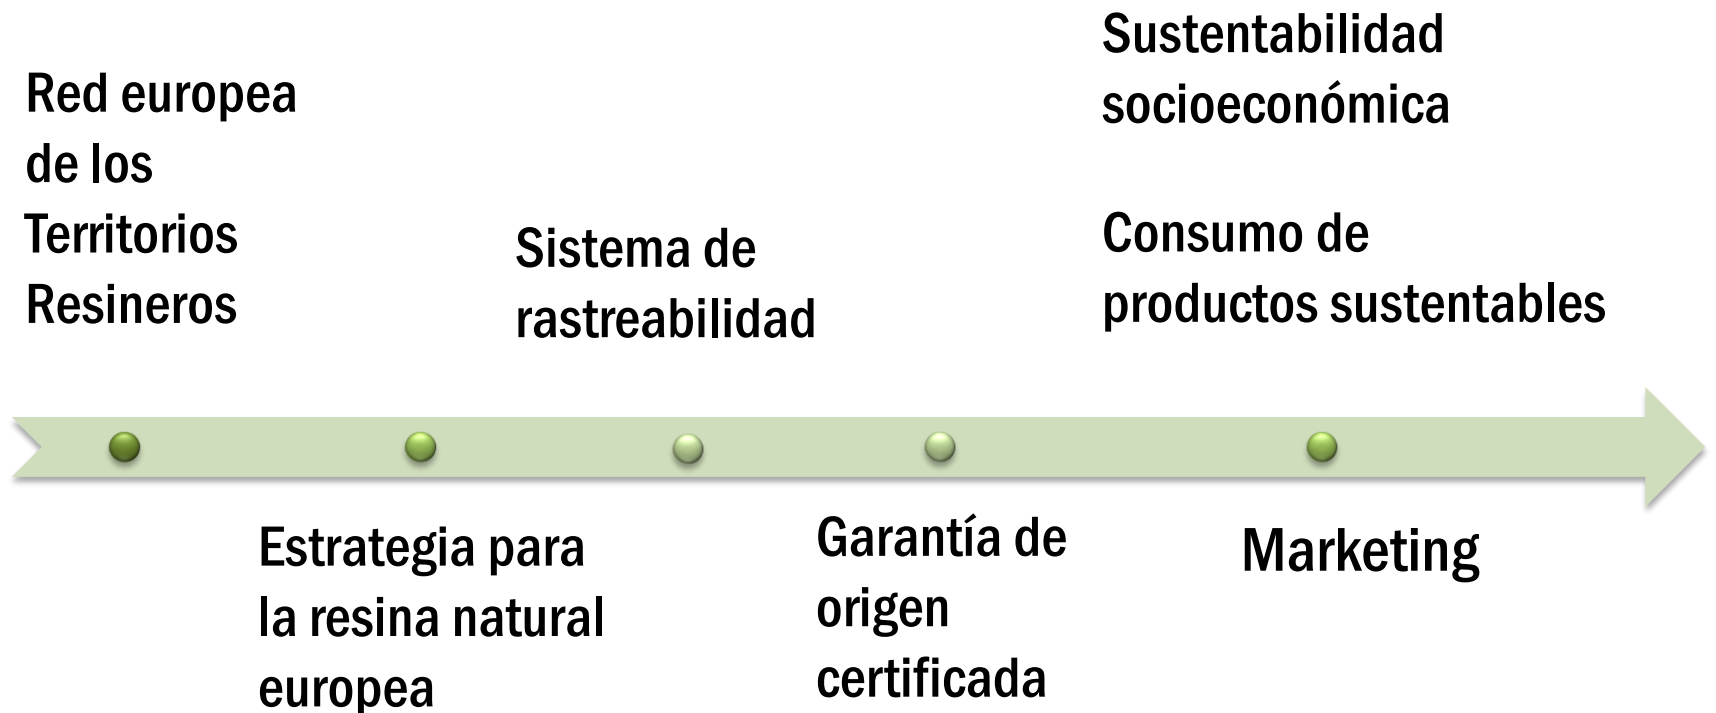 Red europea
de los
Territorios
Resineros
Estrategia para
la resina natural
europea
Sistema de
rastreabilidad
Garantía de
origen
certificada
Sustentabilidad
socioeconómica
Consumo de
productos sustentables
Marketing